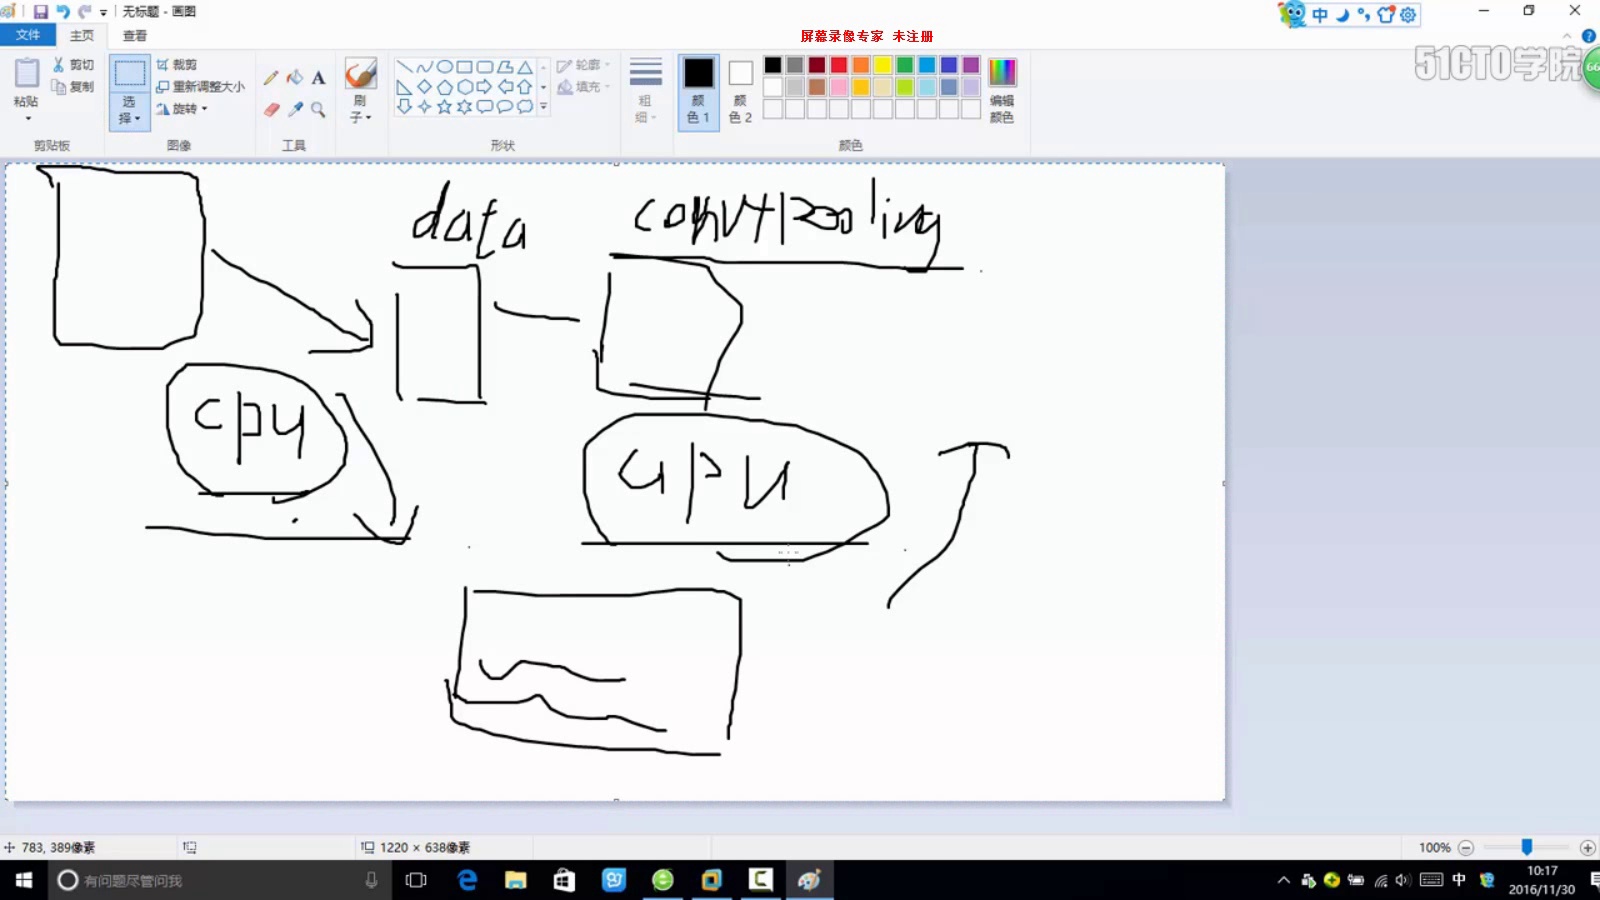 无标题 - 画图
文件 主页 查看
屏幕录像专家 未注册
51CTO学院
66
中
粘贴
剪切
复制
剪贴板
选择
裁剪
重新调整大小
旋转
图像
A
工具
刷子
形状
轮廓
填充
粗细
颜色 1
颜色 2
编辑颜色
颜色
data
conv+pooling
cpu
GPU
783, 389像素
1220 × 638像素
100%
有问题尽管问我
中
10:17
2016/11/30